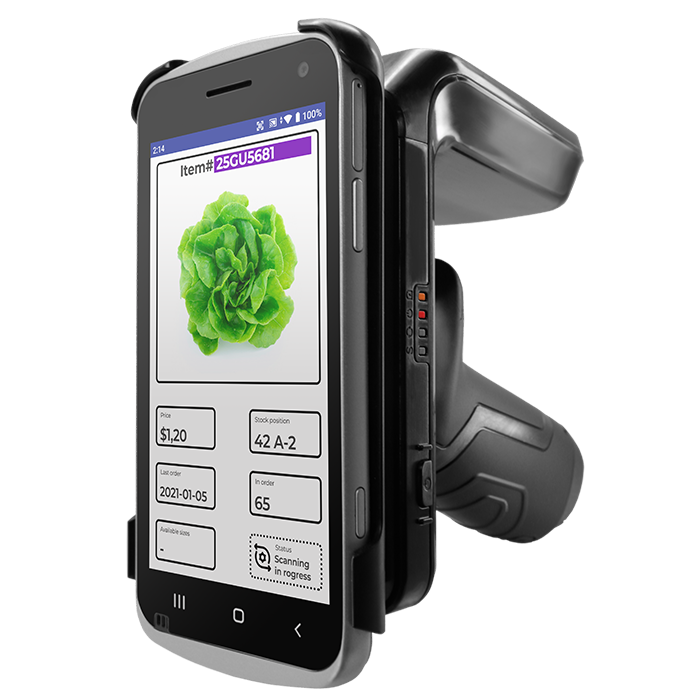 2:14 100%
Item# 25GU5681
Price
$1,20
Stock position
42 A-2
Last order
2021-01-05
In order
65
Available sizes
-
Status
Scanning
in rogress